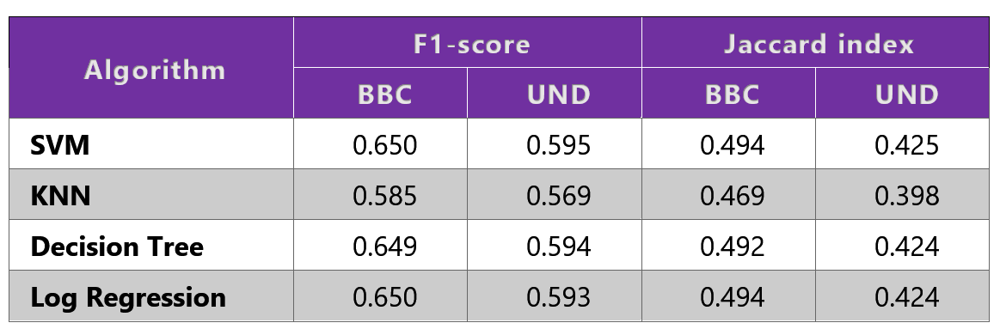 Algorithm F1-score Jaccard index
BBC UND BBC UND
SVM 0.650 0.595 0.494 0.425
KNN 0.585 0.569 0.469 0.398
Decision Tree 0.649 0.594 0.492 0.424
Log Regression 0.650 0.593 0.494 0.424